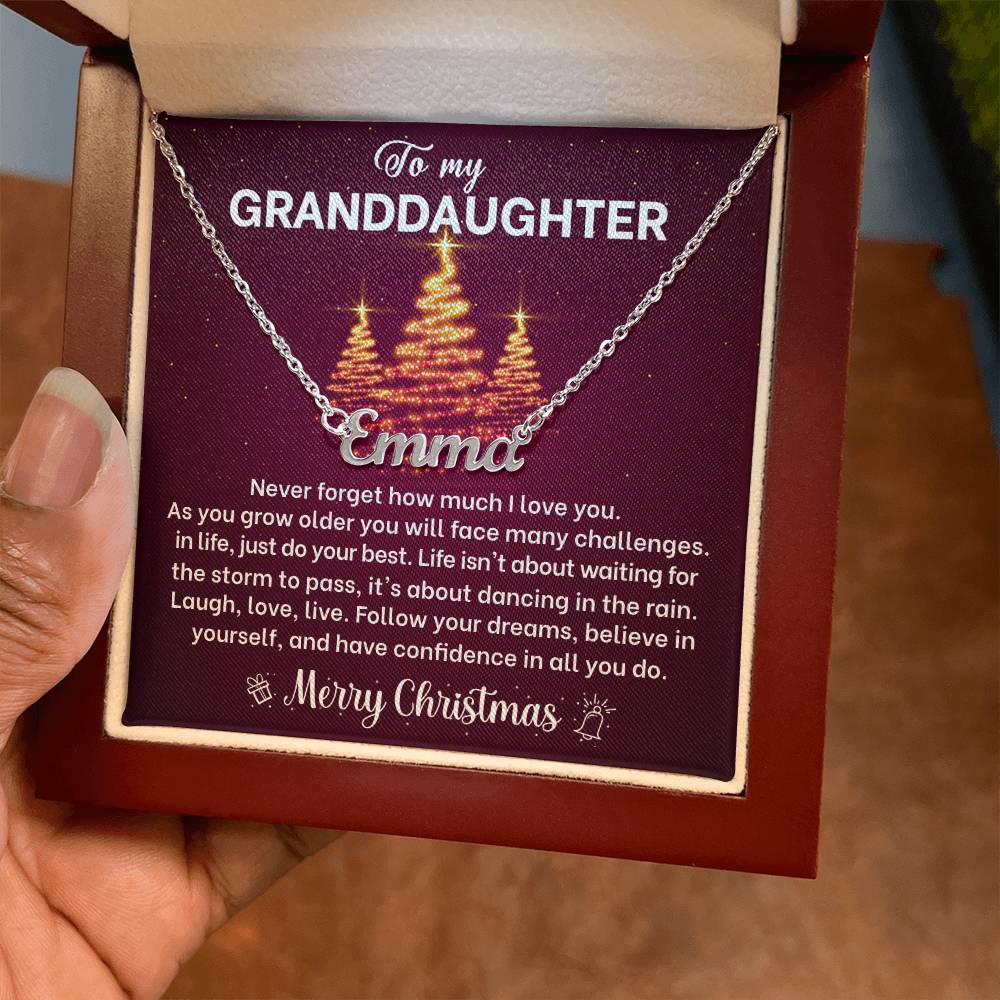 To my
GRANDDAUGHTER
Emma
Never forget how much I love you.
As you grow older you will face many challenges.
in life, just do your best. Life isn't about waiting for
the storm to pass, it's about dancing in the rain.
Laugh, love, live. Follow your dreams, believe in
yourself, and have confidence in all you do.
Merry Christmas